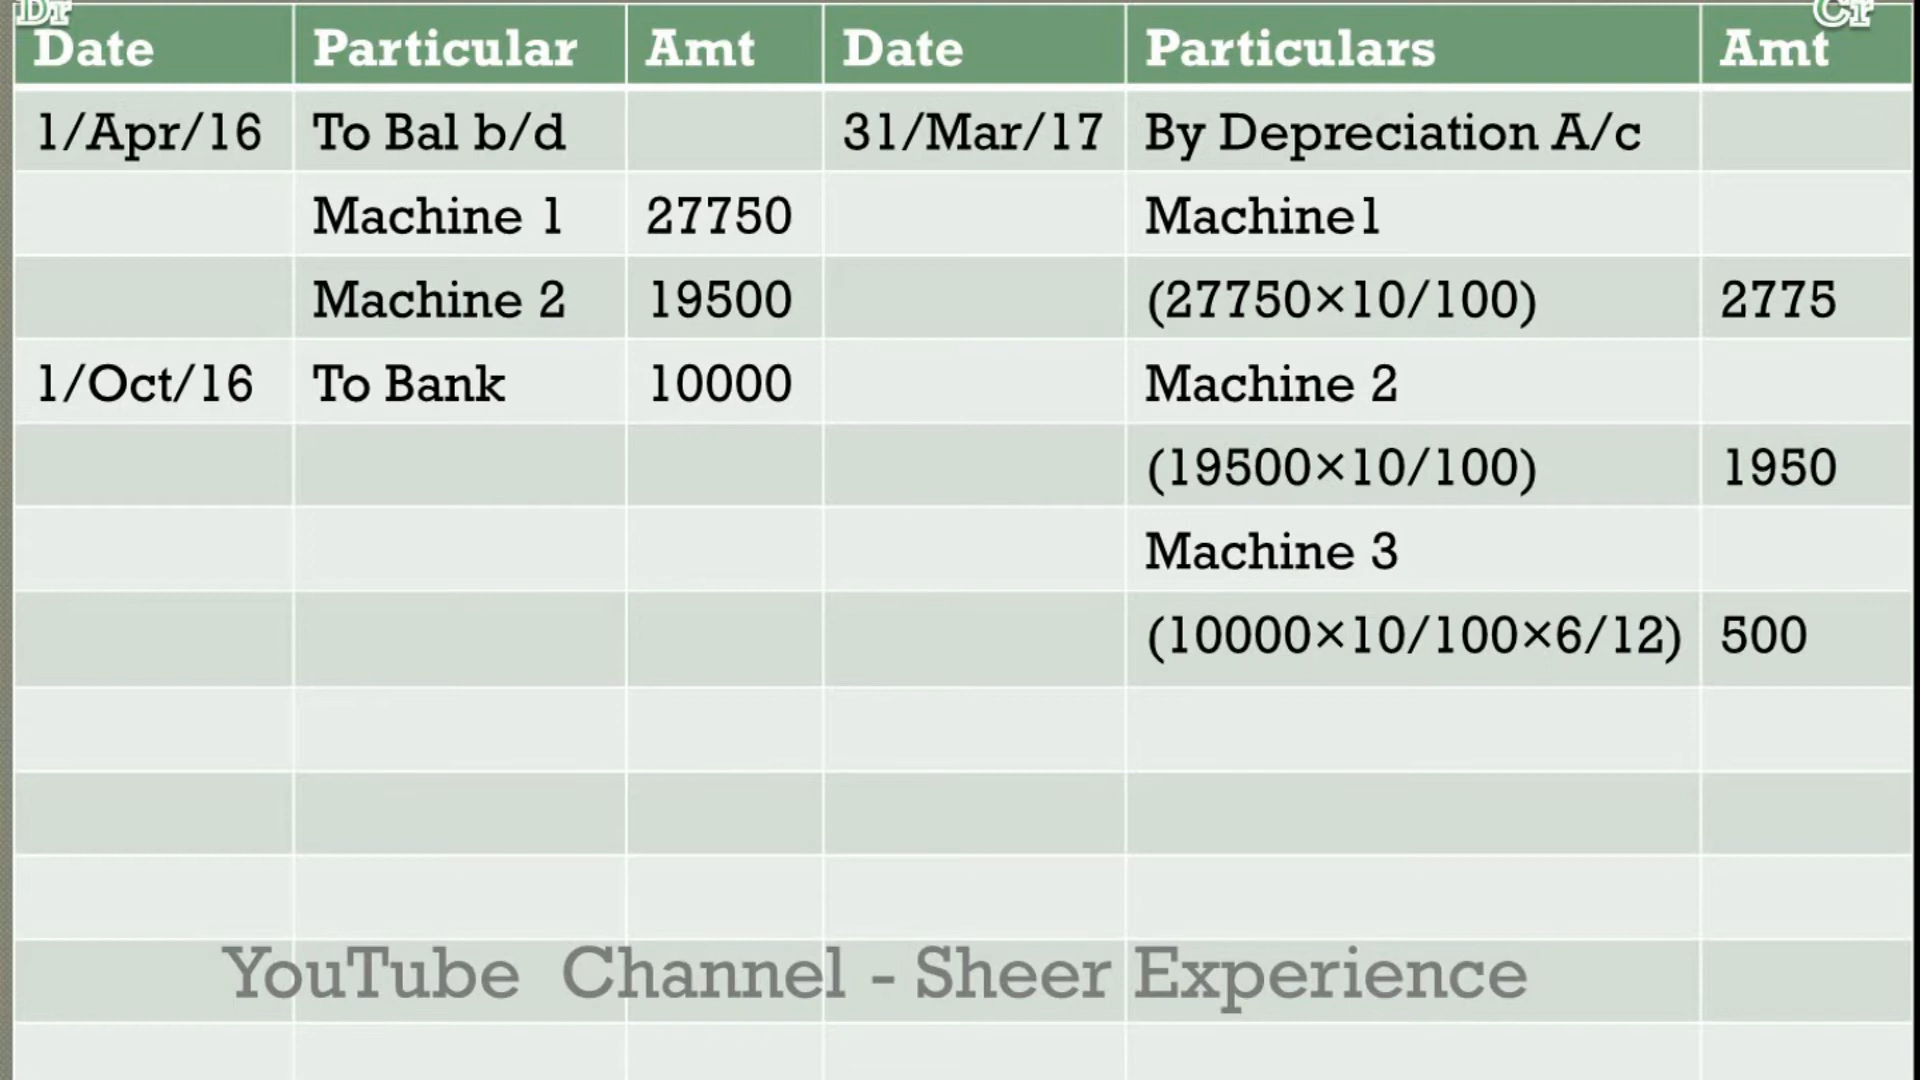 Dr Cr
Date Particular Amt Date Particulars Amt
1/Apr/16 To Bal b/d 31/Mar/17 By Depreciation A/c
Machine 1 27750 Machine1
Machine 2 19500 (27750×10/100) 2775
1/Oct/16 To Bank 10000 Machine 2
(19500×10/100) 1950
Machine 3
(10000×10/100×6/12) 500
YouTube Channel - Sheer Experience